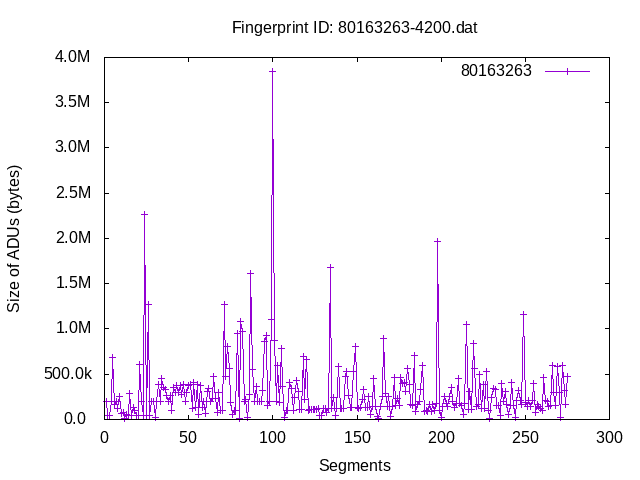 Fingerprint ID: 80163263-4200.dat
4.0M
80163263
3.5M
3.0M
2.5M
2.0M
1.5M
1.0M
500.0k
0.0
0 50 100 150 200 250 300
Size of ADUs (bytes)
Segments